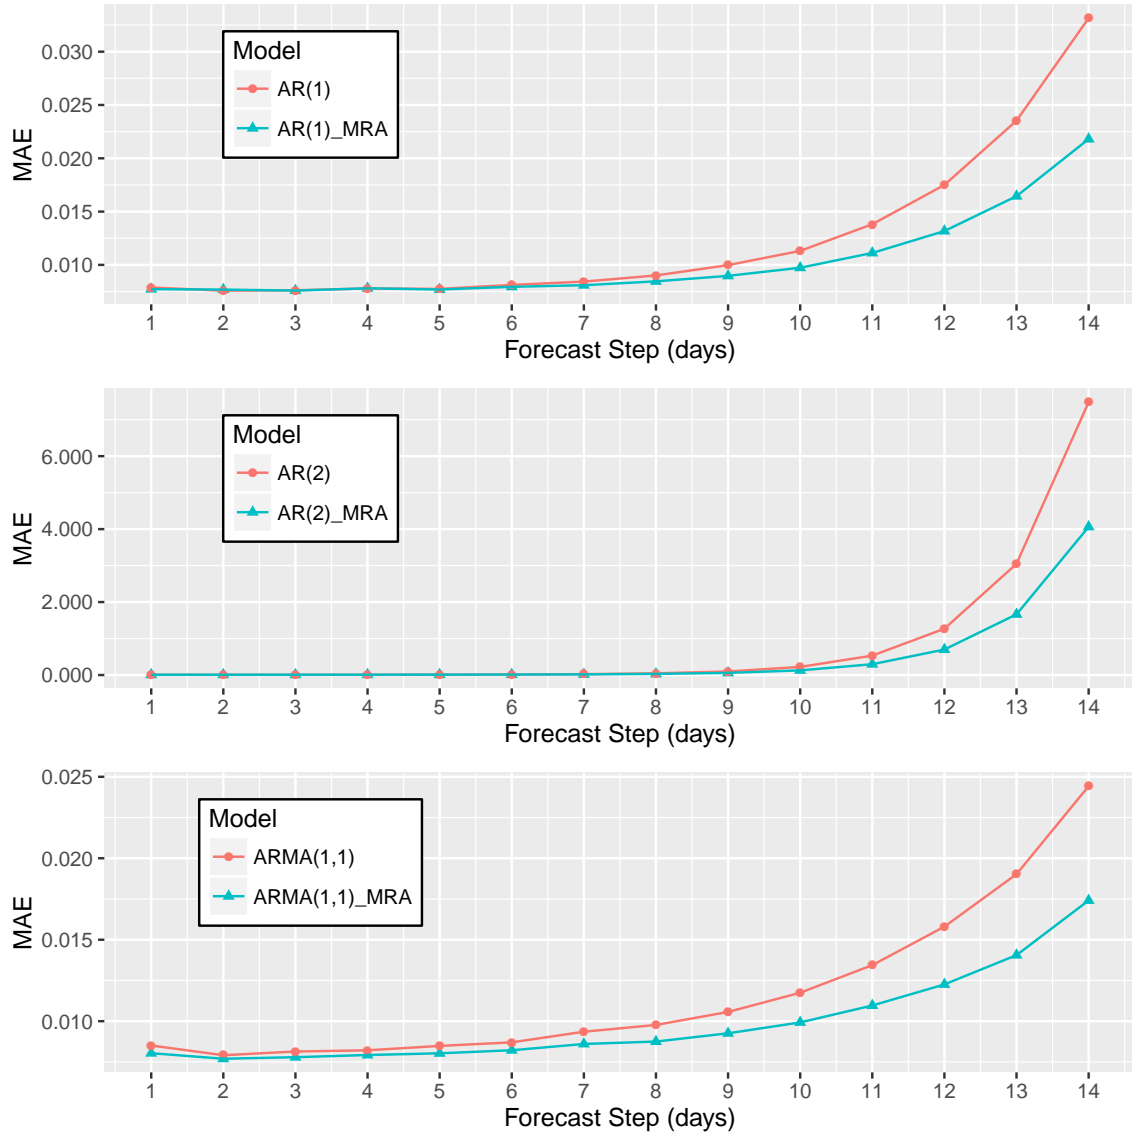 Model
AR(1)
AR(1)_MRA
MAE
0.030
0.025
0.020
0.015
0.010
1 2 3 4 5 6 7 8 9 10 11 12 13 14
Forecast Step (days)
Model
AR(2)
AR(2)_MRA
MAE
6.000
4.000
2.000
0.000
1 2 3 4 5 6 7 8 9 10 11 12 13 14
Forecast Step (days)
Model
ARMA(1,1)
ARMA(1,1)_MRA
MAE
0.025
0.020
0.015
0.010
1 2 3 4 5 6 7 8 9 10 11 12 13 14
Forecast Step (days)